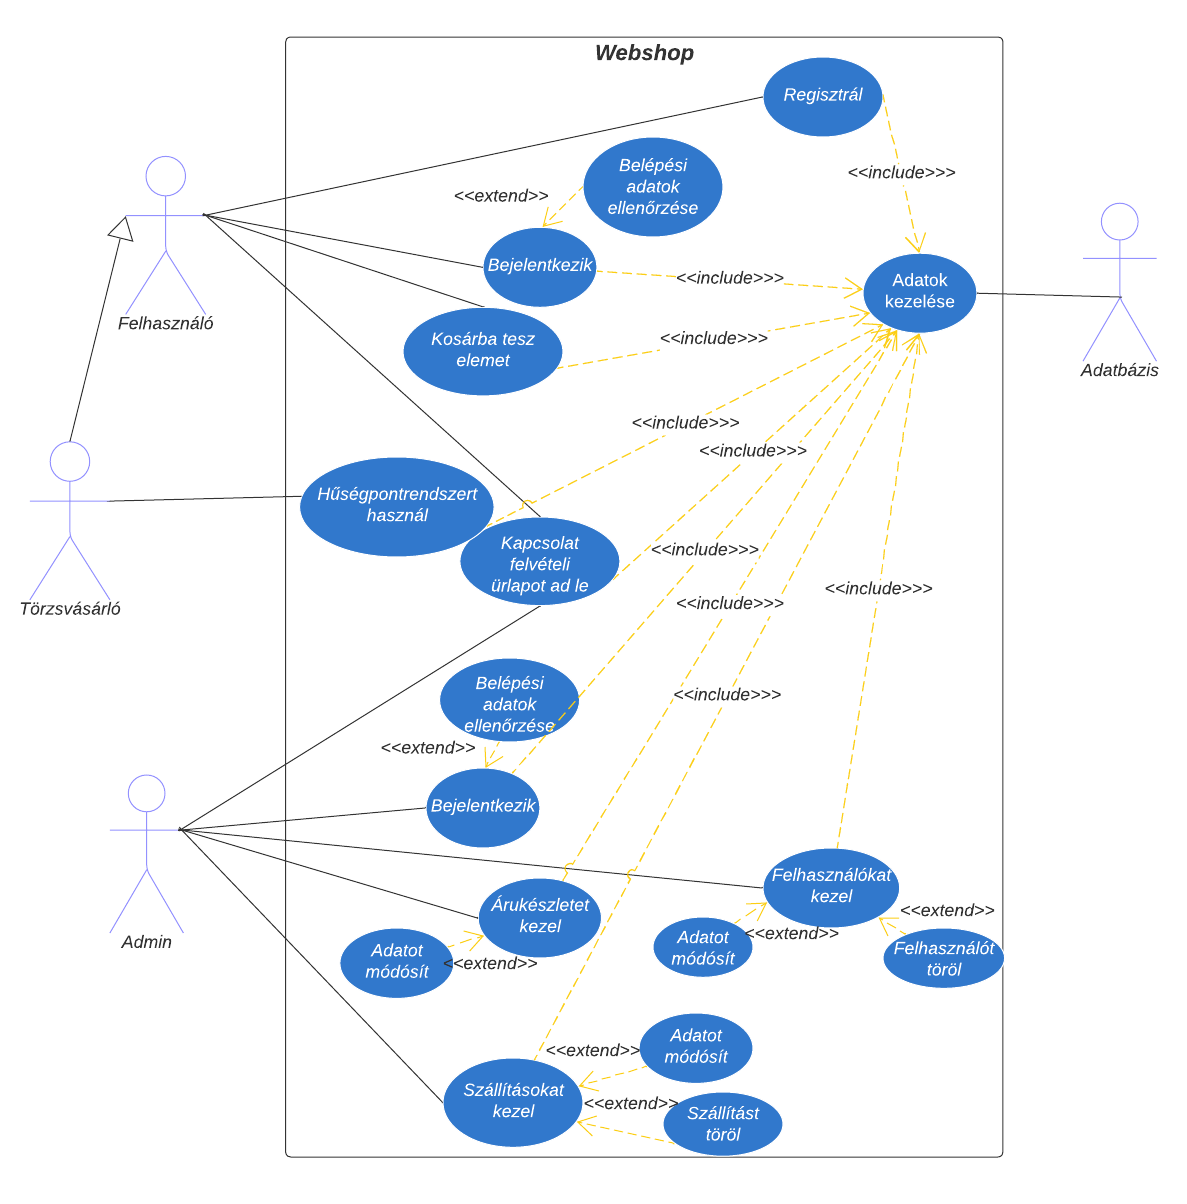 Webshop
Regisztrál
Belépési
adatok
ellenőrzése
<<include>>>
<<extend>>
Bejelentkezik
<<include>>>
Adatok
kezelése
Felhasználó
Adatbázis
Kosárba tesz
elemet
<<include>>>
<<include>>>
<<include>>>
Hűségpontrendszert
használ
Kapcsolat
felvételi
ürlapot ad le
<<include>>>
<<include>>>
<<include>>>
Törzsvásárló
Belépési
adatok
ellenőrzése
<<include>>>
<<extend>>
Bejelentkezik
Admin
Árukészletet
kezel
Felhasználókat
kezel
<<extend>>
Adatot
módósít
<<extend>>
Adatot
módósít
<<extend>>
Felhasználót
töröl
<<extend>>
Adatot
módósít
Szállításokat
kezel
<<extend>>
Szállítást
töröl